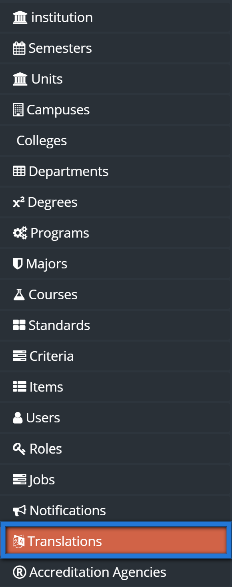 institution
Semesters
Units
Campuses
Colleges
Departments
x² Degrees
Programs
Majors
Courses
Standards
Criteria
Items
Users
Roles
Jobs
Notifications
Translations
® Accreditation Agencies